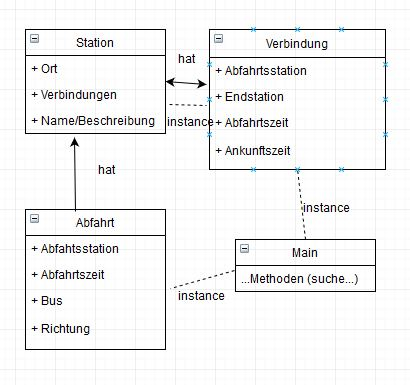 Station
+ Ort
+ Verbindungen
+ Name/Beschreibung
hat
instance
Verbindung
+ Abfahrtsstation
+ Endstation
+ Abfahrtszeit
+ Ankunftszeit
hat
instance
Abfahrt
+ Abfahtsstation
+ Abfahrtszeit
+ Bus
+ Richtung
instance
Main
...Methoden (suche...)